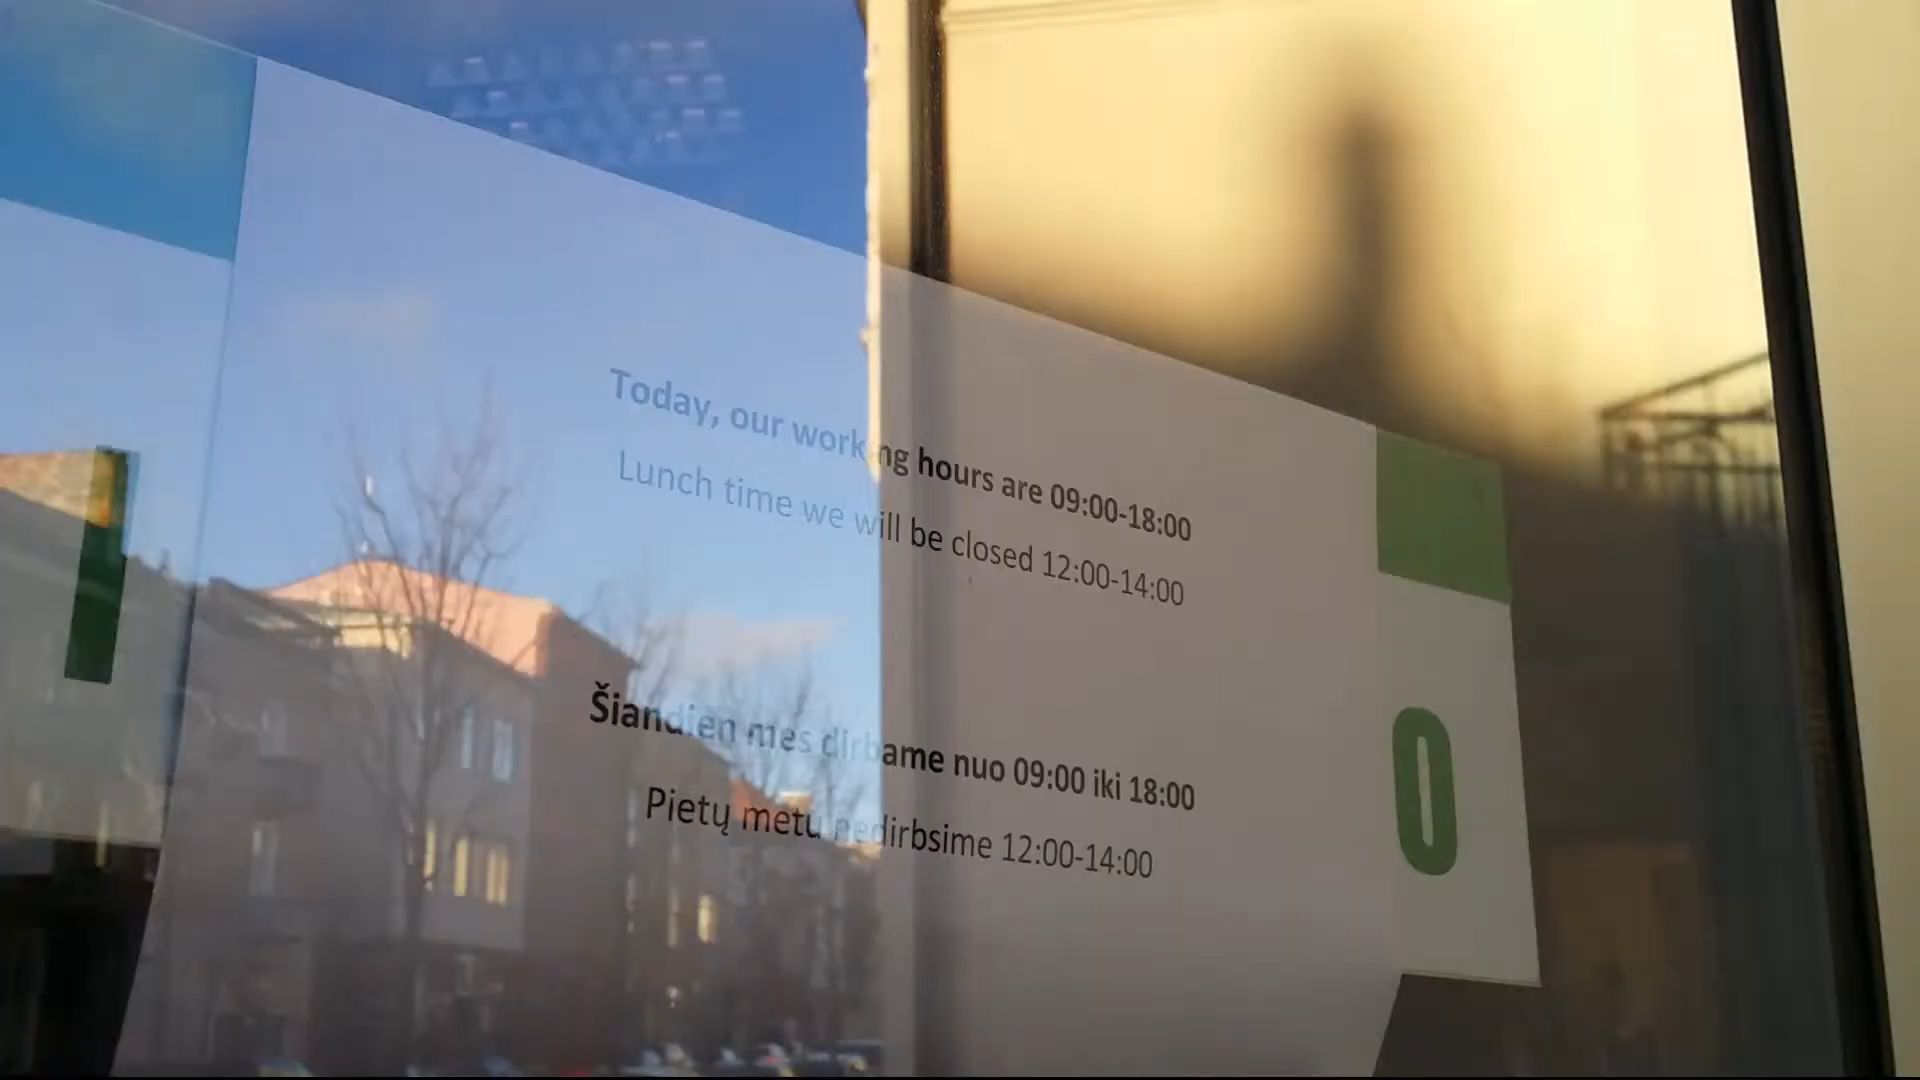 Today, our working hours are 09:00-18:00
Lunch time we will be closed 12:00-14:00
Šiandien mes dirbame nuo 09:00 iki 18:00
Pietų metu nedirbsime 12:00-14:00
I
0